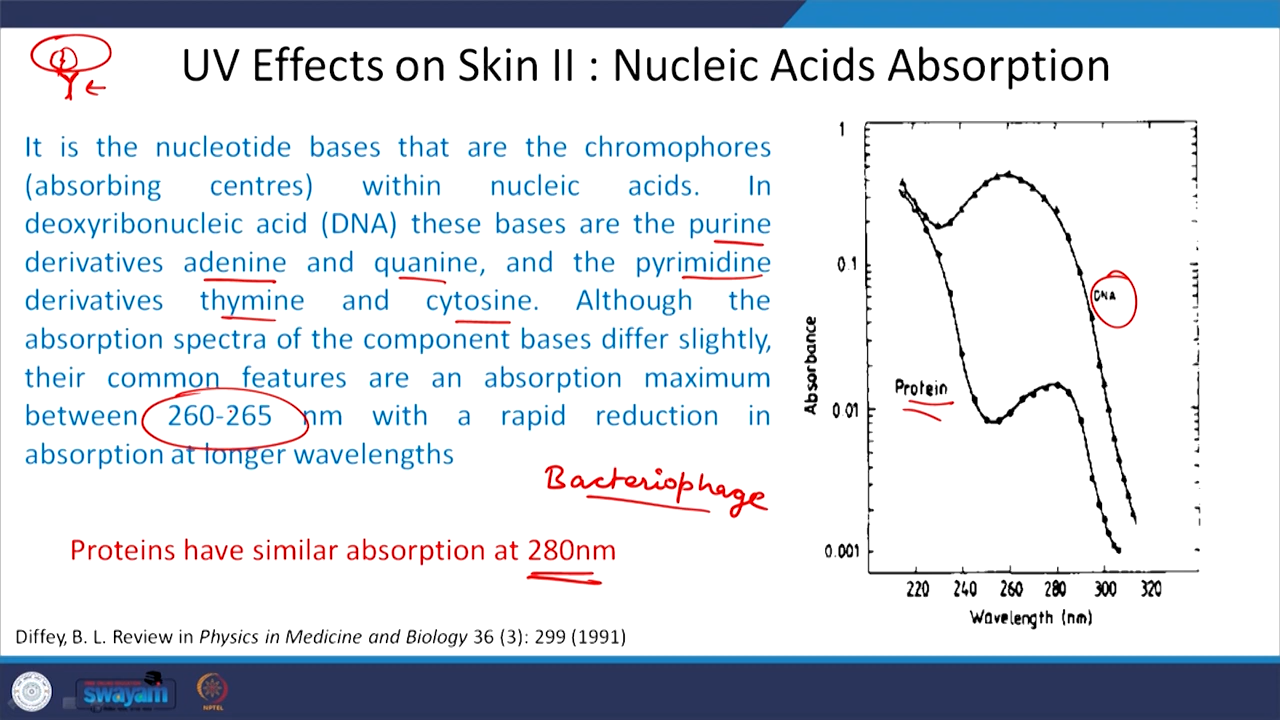 UV Effects on Skin II : Nucleic Acids Absorption
It is the nucleotide bases that are the chromophores
(absorbing centres) within nucleic acids. In
deoxyribonucleic acid (DNA) these bases are the purine
derivatives adenine and quanine, and the pyrimidine
derivatives thymine and cytosine. Although the
absorption spectra of the component bases differ slightly,
their common features are an absorption maximum
between 260-265 nm with a rapid reduction in
absorption at longer wavelengths
Bacteriophage
Proteins have similar absorption at 280nm
Diffey, B. L. Review in Physics in Medicine and Biology 36 (3): 299 (1991)
1
0.1
0.01
0.001
Absorbance
DNA
Protein
220 240 260 280 300 320
Wavelength (nm)
swayam
NPTEL